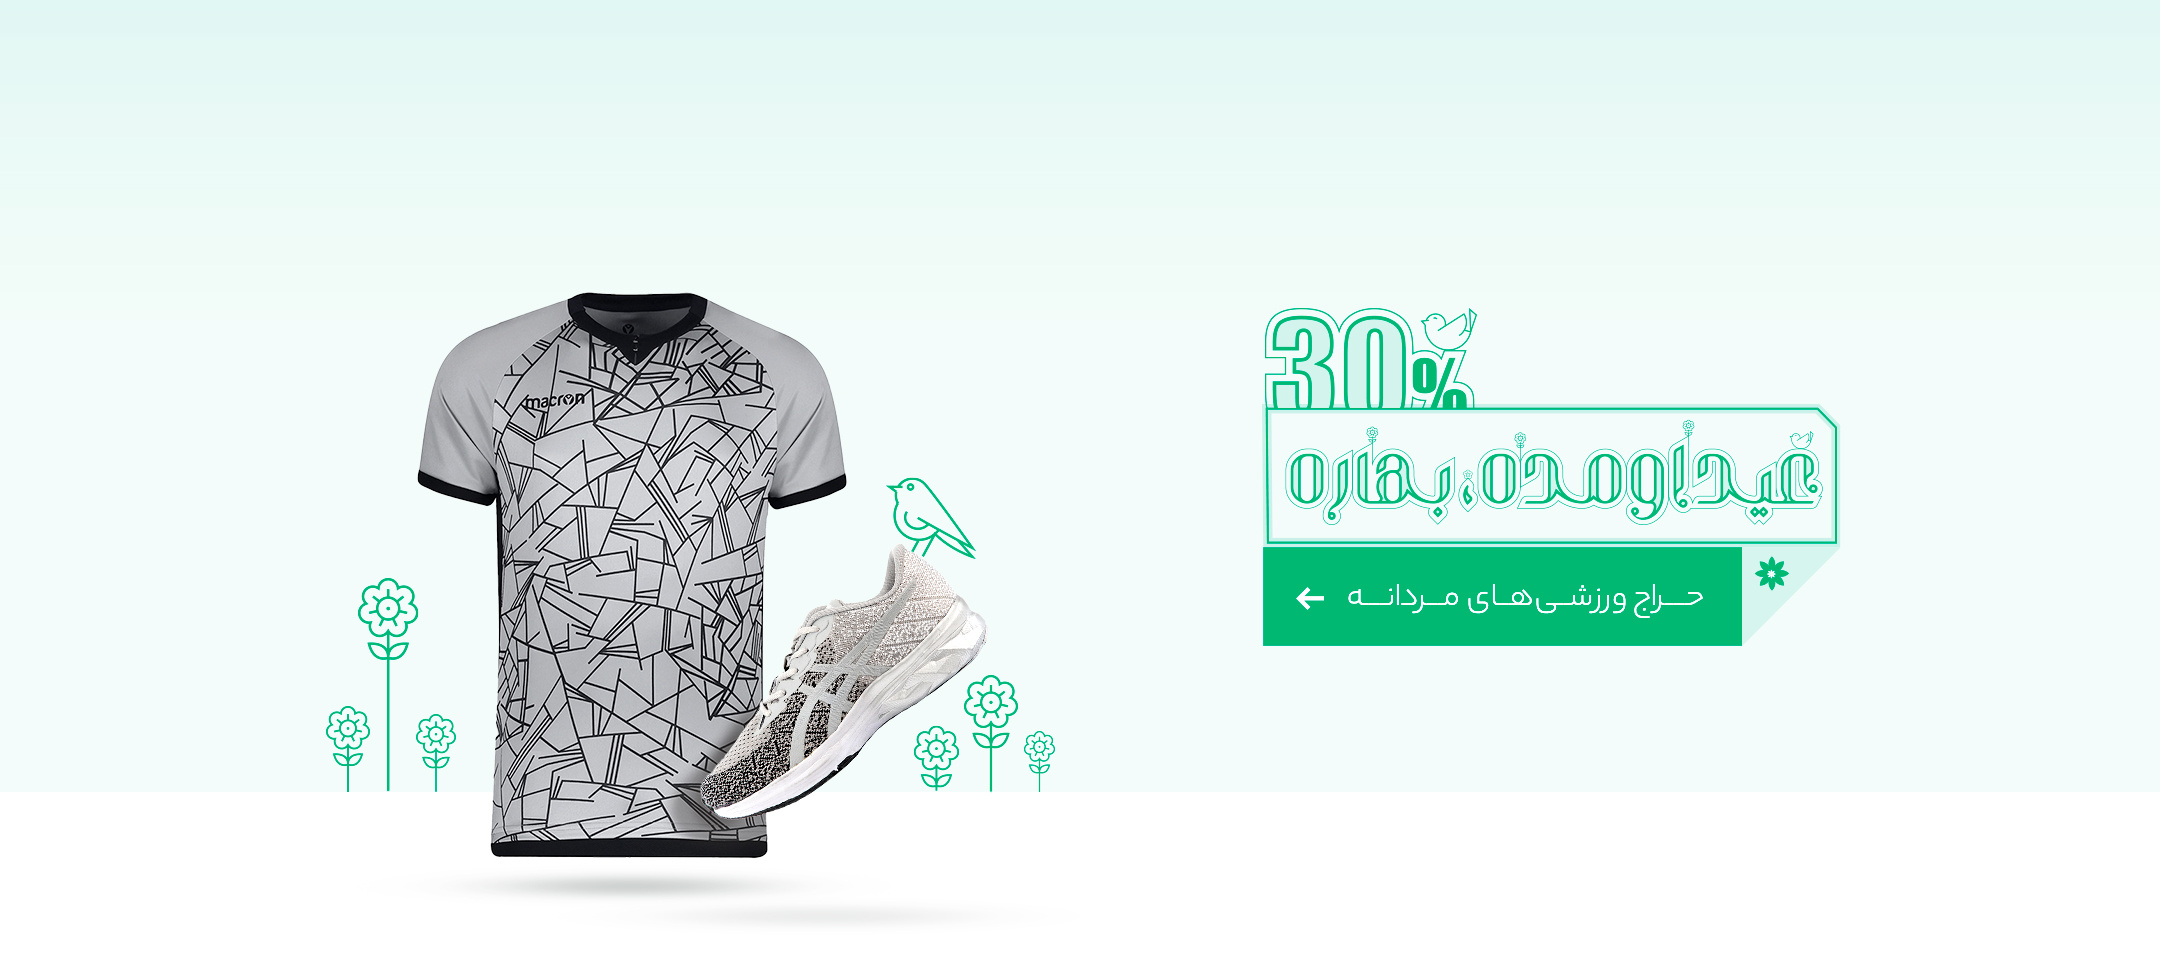 macron
30%
عید اومده، بهاره
حراج ورزشی‌های مردانه